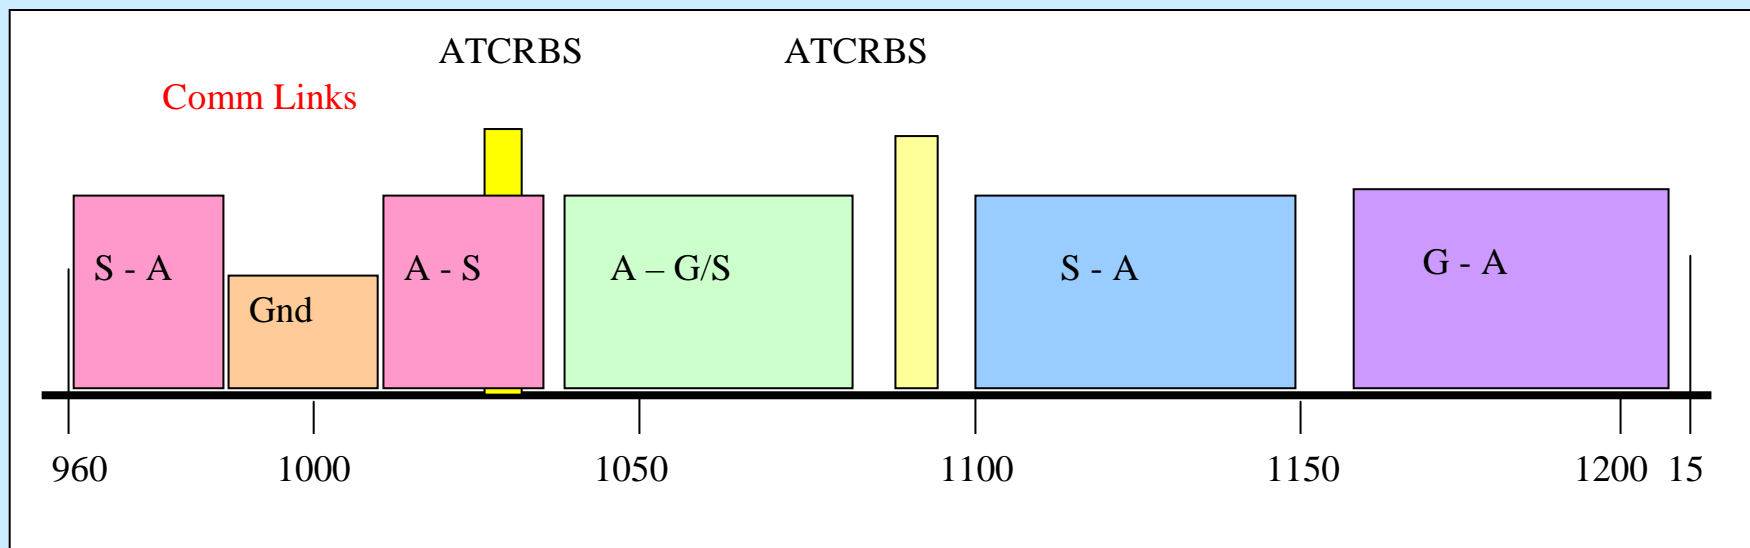 ATCRBS ATCRBS
Comm Links
S - A
Gnd
A - S
A – G/S
S - A
G - A
960 1000 1050 1100 1150 1200 15